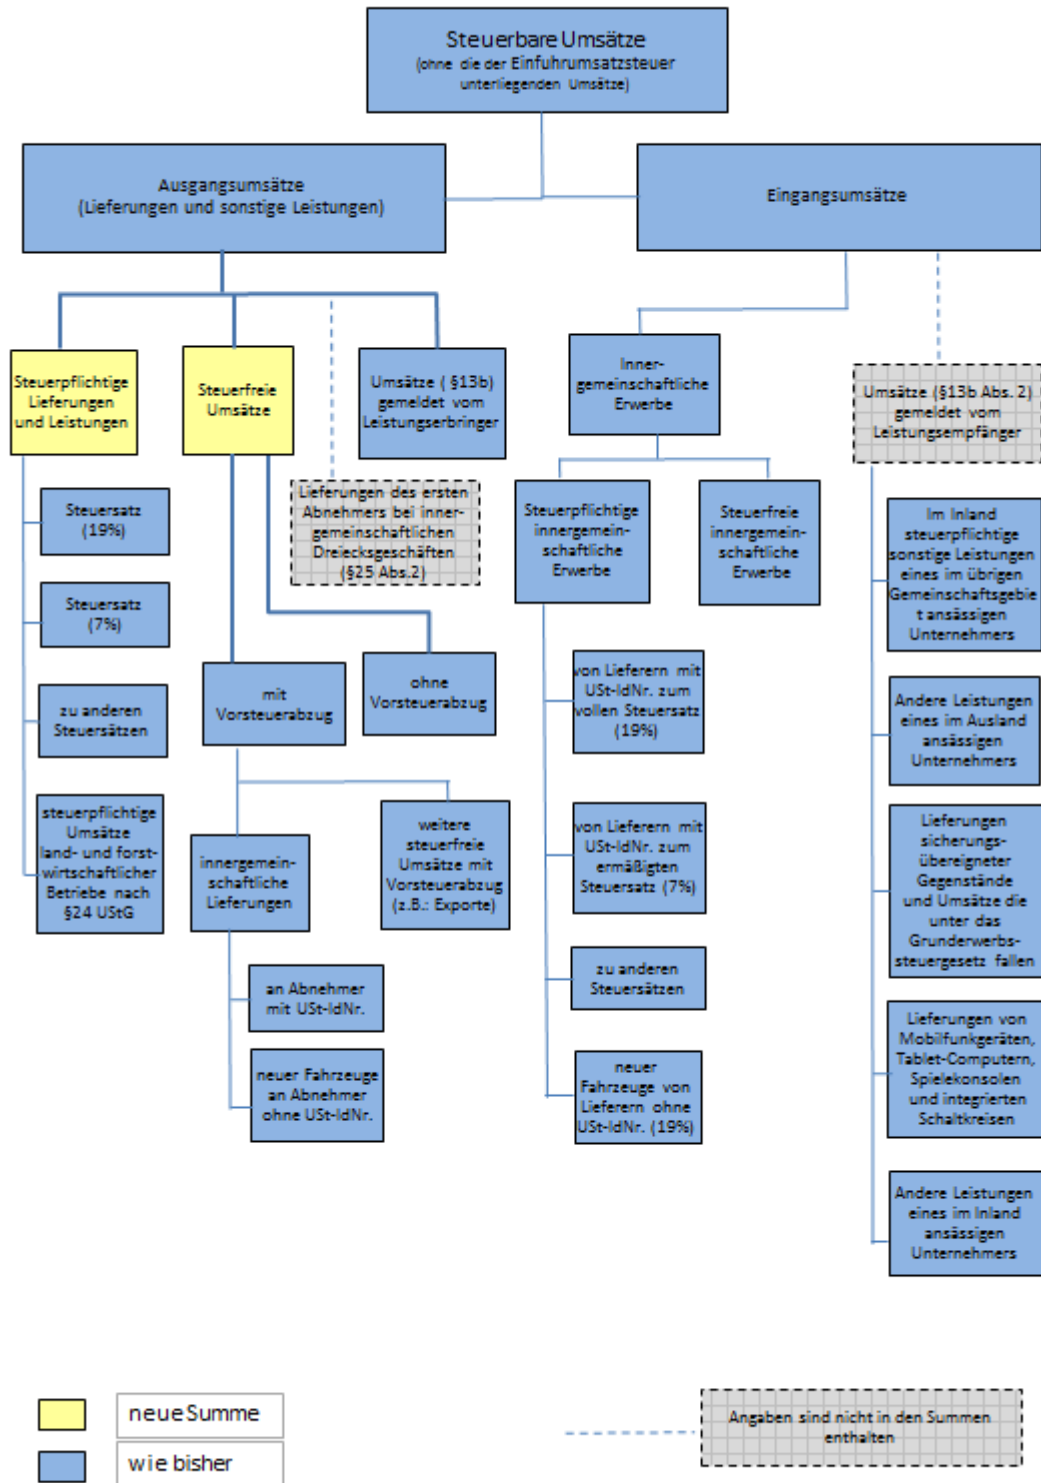 Steuerbare Umsätze
(ohne die der Einfuhrumsatzsteuer
unterliegenden Umsätze)
Ausgangsumsätze
(Lieferungen und sonstige Leistungen)
Eingangsumsätze
Steuerpflichtige
Lieferungen
und Leistungen
Steuerfreie
Umsätze
Umsätze ( §13b)
gemeldet vom
Leistungserbringer
Inner-
gemeinschaftliche
Erwerbe
Umsätze (§13b Abs. 2)
gemeldet vom
Leistungsempfänger
Steuersatz
(19%)
Steuersatz
(7%)
zu anderen
Steuersätzen
steuerpflichtige
Umsätze
land- und forst-
wirtschaftlicher
Betriebe nach
§24 UStG
Lieferungen des ersten
Abnehmers bei inner-
gemeinschaftlichen
Dreiecksgeschäften
(§25 Abs.2)
mit
Vorsteuerabzug
ohne
Vorsteuerabzug
innergemein-
schaftliche
Lieferungen
weitere
steuerfreie
Umsätze mit
Vorsteuerabzug
(z.B.: Exporte)
an Abnehmer
mit USt-IdNr.
neuer Fahrzeuge
an Abnehmer
ohne USt-IdNr.
Steuerpflichtige
innergemein-
schaftliche
Erwerbe
Steuerfreie
innergemein-
schaftliche
Erwerbe
von Lieferern mit
USt-IdNr. zum
vollen Steuersatz
(19%)
von Lieferern mit
USt-IdNr. zum
ermäßigten
Steuersatz (7%)
zu anderen
Steuersätzen
neuer
Fahrzeuge von
Lieferern ohne
USt-IdNr. (19%)
Im Inland
steuerpflichtige
sonstige Leistungen
eines im übrigen
Gemeinschaftsgebie
t ansässigen
Unternehmers
Andere Leistungen
eines im Ausland
ansässigen
Unternehmers
Lieferungen
sicherungs-
übereigneter
Gegenstände
und Umsätze die
unter das
Grunderwerbs-
steuergesetz fallen
Lieferungen von
Mobilfunkgeräten,
Tablet-Computern,
Spielekonsolen
und integrierten
Schaltkreisen
Andere Leistungen
eines im Inland
ansässigen
Unternehmers
neue Summe
wie bisher
Angaben sind nicht in den Summen
enthalten